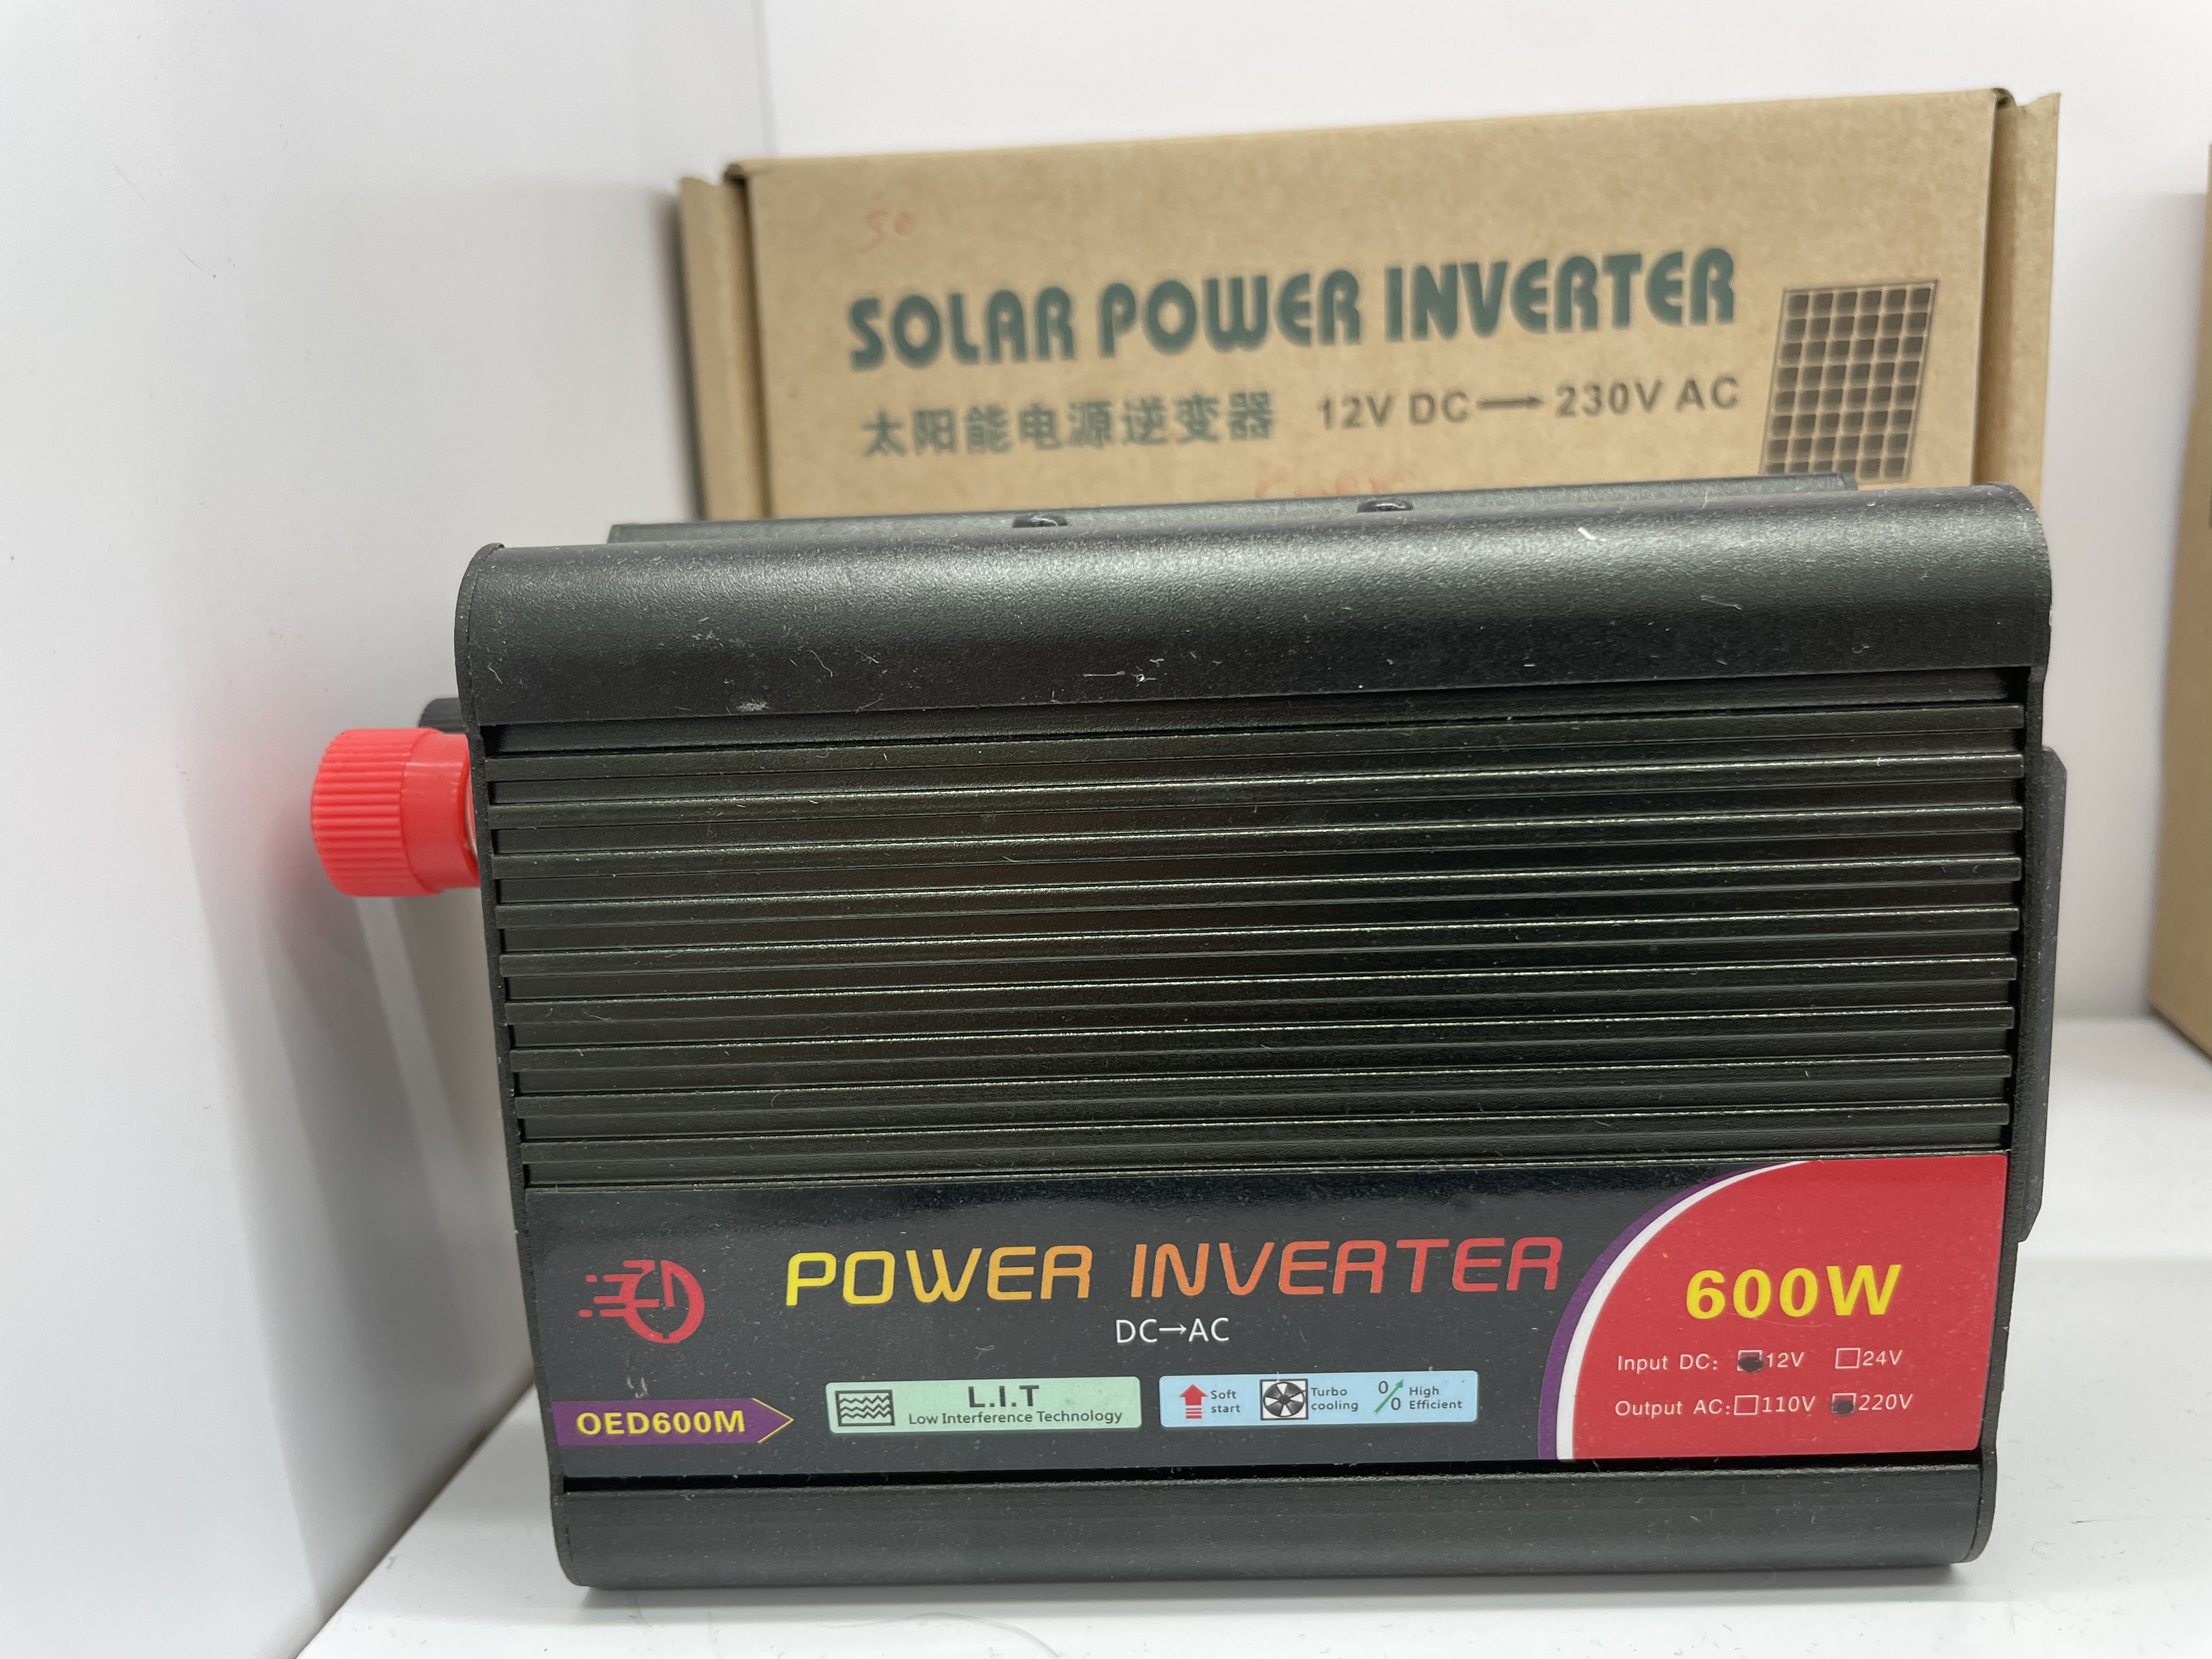 50
SOLAR POWER INVERTER
太阳能电源逆变器 12V DC→230V AC
POWER INVERTER
DC→AC
600W
Input DC: 12V 24V
Output AC: 110V 220V
OED600M
L.I.T
Low Interference Technology
Soft start
Turbo cooling
High Efficient